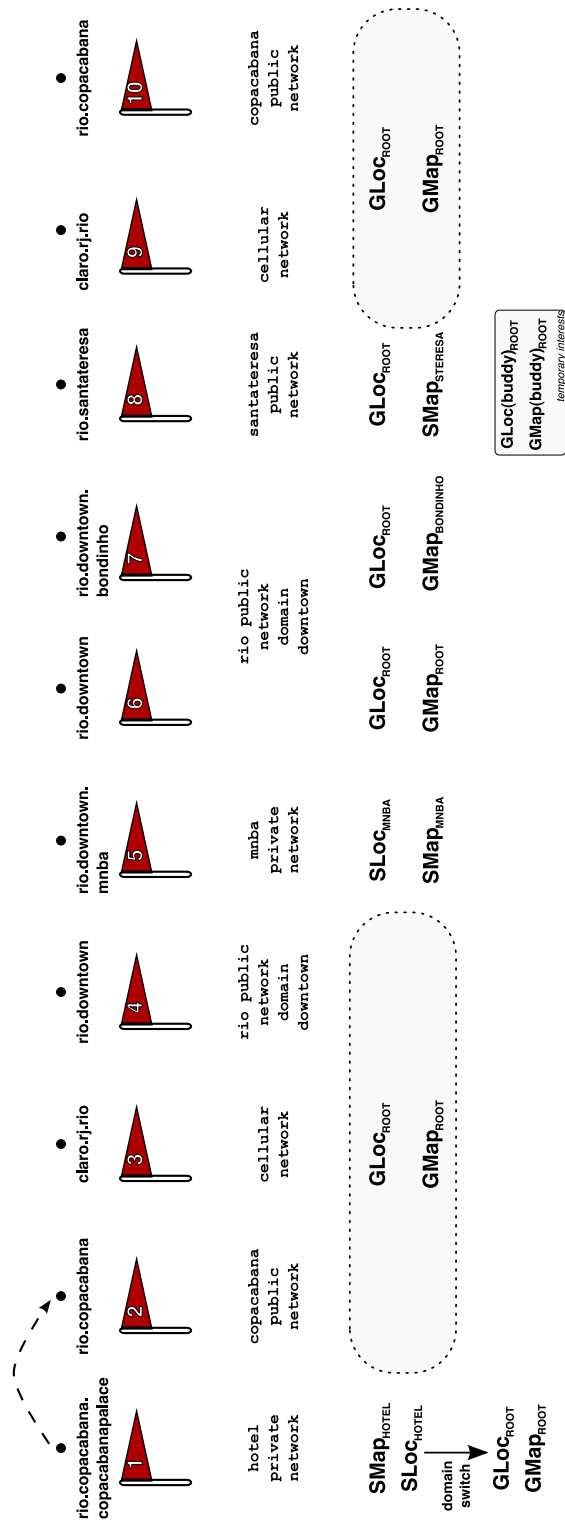 rio.copacabana.
copacabanapalace
rio.copacabana
claro.rj.rio
rio.downtown
rio.downtown.
mnba
rio.downtown
rio.downtown.
bondinho
rio.santateresa
claro.rj.rio
rio.copacabana
1
2
3
4
5
6
7
8
9
10
hotel
private
network
copacabana
public
network
cellular
network
rio public
network
domain
downtown
mnba
private
network
rio public
network
domain
downtown
santateresa
public
network
cellular
network
copacabana
public
network
SMapHOTEL
SLocHOTEL
domain
switch
GLocROOT
GMapROOT
GLocROOT
GMapROOT
SLocMNBA
SMapMNBA
GLocROOT
GMapROOT
GLocROOT
GMapBONDINHO
GLocROOT
SMapSTERESA
GLocROOT
GMapROOT
GLoc(buddy)ROOT
GMap(buddy)ROOT
temporary interests